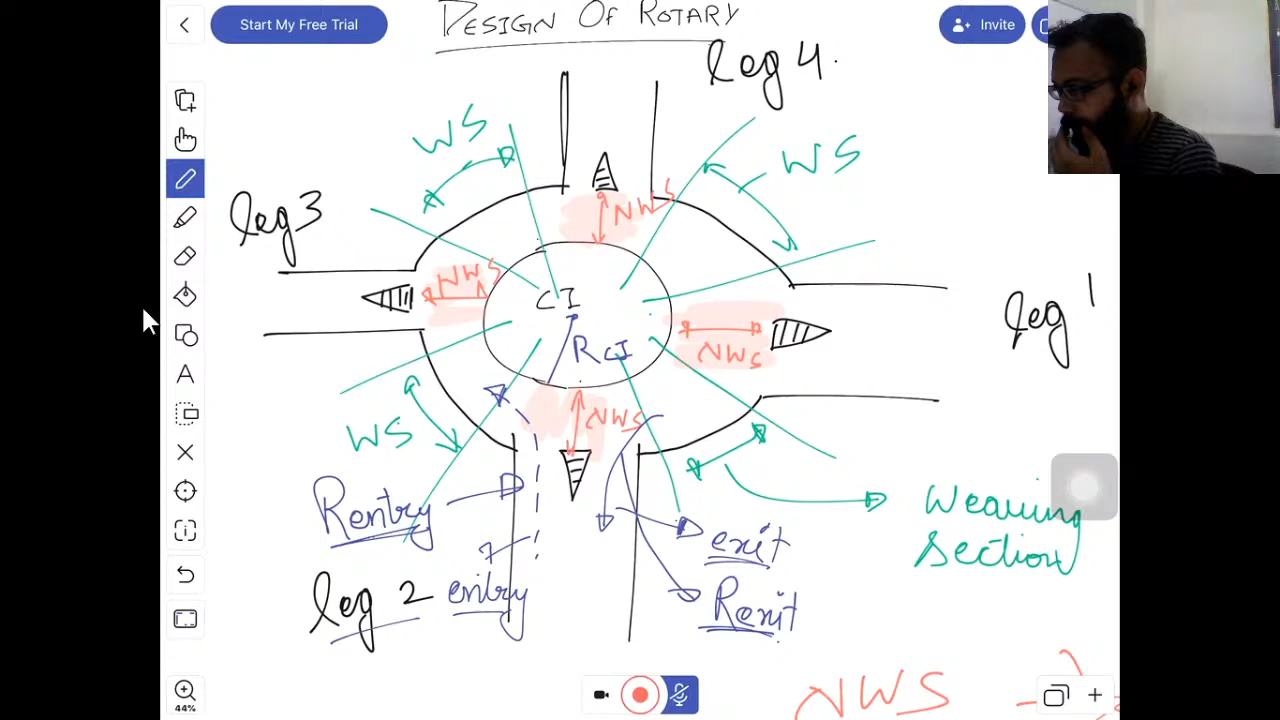 Start My Free Trial
DESIGN OF ROTARY
Invite
leg 4.
WS
WS
leg 3
NWS
NWS
CI
leg 1
RCI
NWS
NWS
WS
Rentry
Weaving
section
exit
leg 2
entry
Rexit
NWS
44%